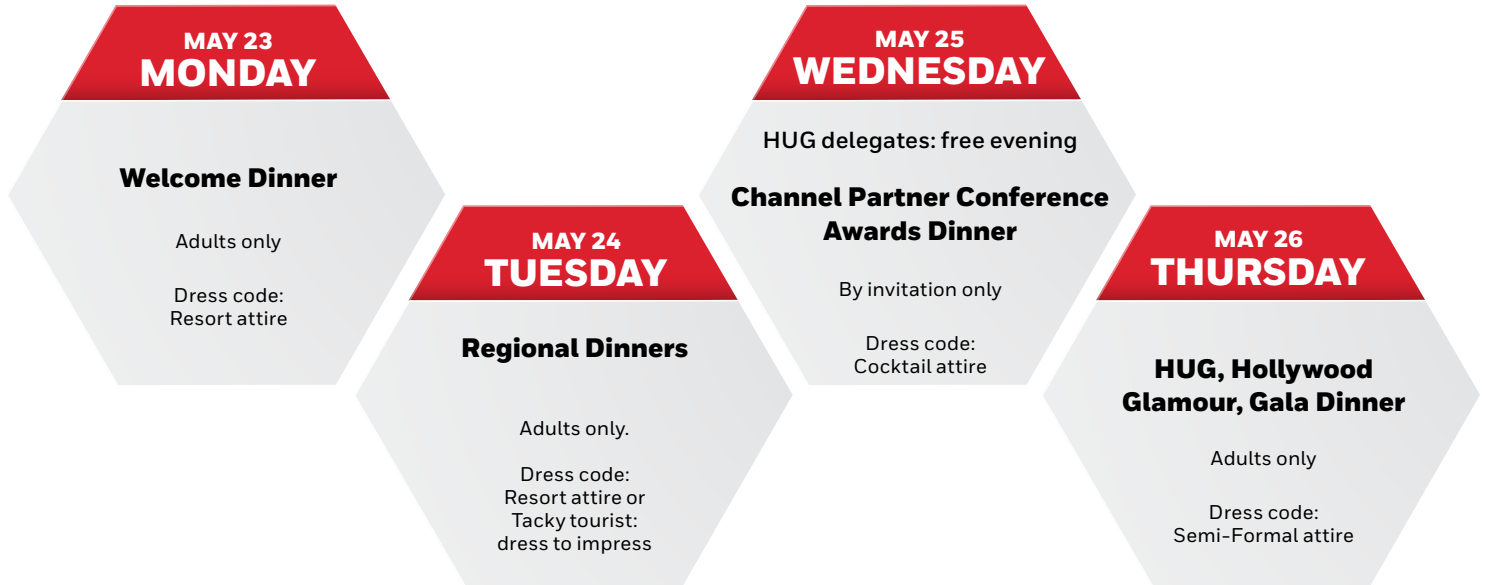 MAY 23
MONDAY
Welcome Dinner
Adults only
Dress code:
Resort attire
MAY 24
TUESDAY
Regional Dinners
Adults only.
Dress code:
Resort attire or
Tacky tourist:
dress to impress
MAY 25
WEDNESDAY
HUG delegates: free evening
Channel Partner Conference
Awards Dinner
By invitation only
Dress code:
Cocktail attire
MAY 26
THURSDAY
HUG, Hollywood
Glamour, Gala Dinner
Adults only
Dress code:
Semi-Formal attire